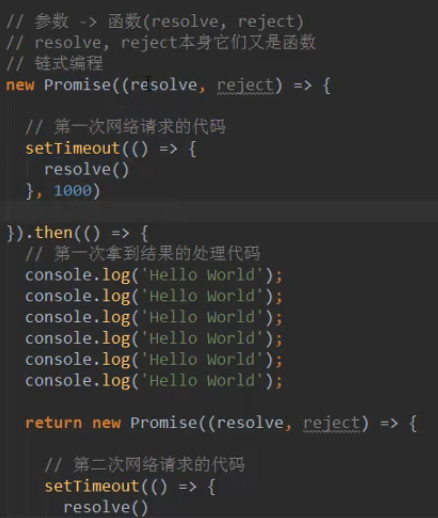 // 参数 -> 函数(resolve, reject)
// resolve, reject本身它们又是函数
// 链式编程
new Promise((resolve, reject) => {
// 第一次网络请求的代码
setTimeout(() => {
resolve()
}, 1000)
}).then(() => {
// 第一次拿到结果的处理代码
console.log('Hello World');
console.log('Hello World');
console.log('Hello World');
console.log('Hello World');
console.log('Hello World');
console.log('Hello World');
return new Promise((resolve, reject) => {
// 第二次网络请求的代码
setTimeout(() => {
resolve()